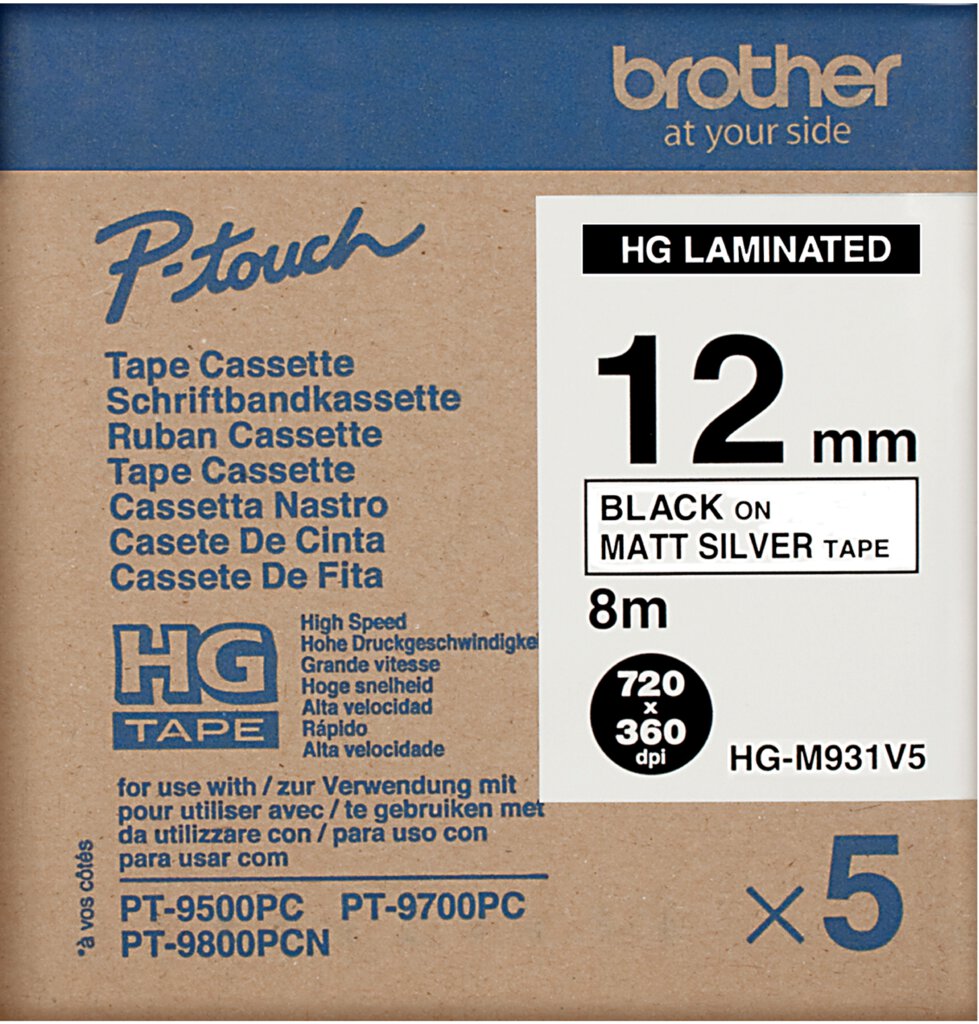 brother
at your side
P-touch
Tape Cassette
Schriftbandkassette
Ruban Cassette
Tape Cassette
Cassetta Nastro
Casete De Cinta
Cassete De Fita
HG
TAPE
High Speed
Hohe Druckgeschwindigke
Grande vitesse
Hoge snelheid
Alta velocidad
Rápido
Alta velocidade
for use with / zur Verwendung mit
pour utiliser avec / te gebruiken met
da utilizzare con / para uso con
para usar com
PT-9500PC PT-9700PC
PT-9800PCN
*à vos côtés
HG LAMINATED
12 mm
BLACK ON
MATT SILVER TAPE
8m
720
x
360
dpi
HG-M931V5
×5